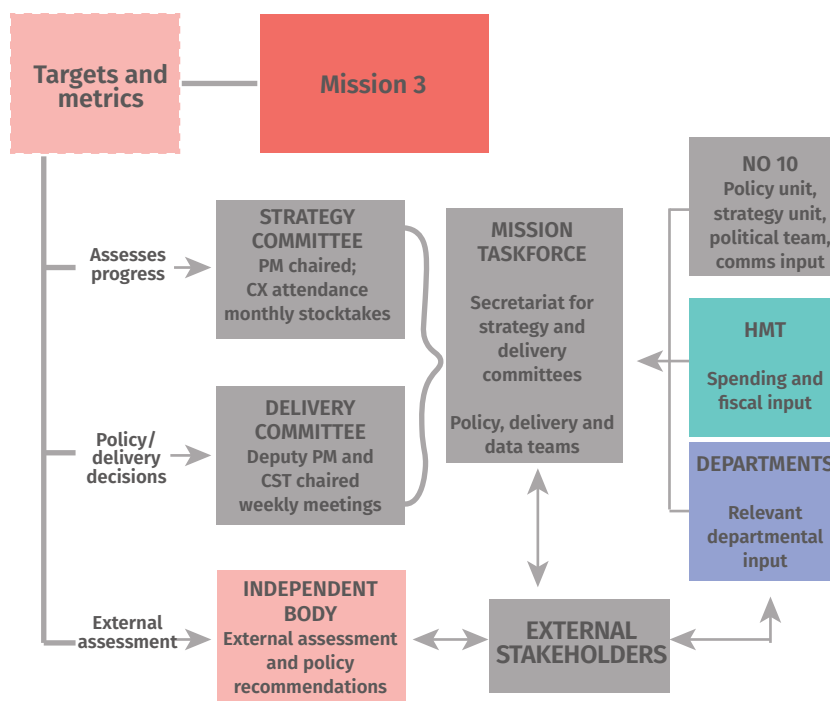 Targets and
metrics
Mission 3
Assesses
progress
STRATEGY
COMMITTEE
PM chaired;
CX attendance
monthly stocktakes
MISSION
TASKFORCE
Secretariat for
strategy and
delivery
committees
Policy, delivery and
data teams
NO 10
Policy unit,
strategy unit,
political team,
comms input
HMT
Spending and
fiscal input
Policy/
delivery
decisions
DELIVERY
COMMITTEE
Deputy PM and
CST chaired
weekly meetings
DEPARTMENTS
Relevant
departmental
input
External
assessment
INDEPENDENT
BODY
External assessment
and policy
recommendations
EXTERNAL
STAKEHOLDERS